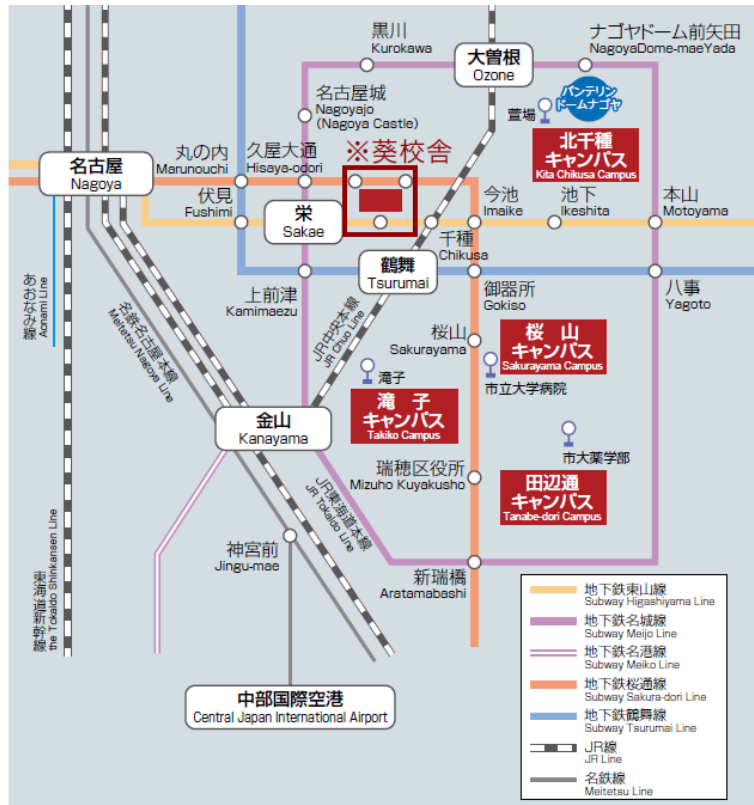 黒川
Kurokawa
大曽根
Ozone
ナゴヤドーム前矢田
NagoyaDome-maeYada
名古屋城
Nagoyajo
(Nagoya Castle)
萱場
バンテリン
ドームナゴヤ
北千種
キャンパス
Kita Chikusa Campus
名古屋
Nagoya
丸の内
Marunouchi
久屋大通
Hisaya-odori
※葵校舎
伏見
Fushimi
栄
Sakae
千種
Chikusa
今池
Imaike
池下
Ikeshita
本山
Motoyama
鶴舞
Tsurumai
上前津
Kamimaezu
御器所
Gokiso
八事
Yagoto
あおなみ線
Aonami Line
名鉄名古屋本線
Meitetsu Nagoya Line
JR中央本線
JR Chuo Line
桜山
Sakurayama
桜 山
キャンパス
Sakurayama Campus
市立大学病院
滝子
滝 子
キャンパス
Takiko Campus
金山
Kanayama
市大薬学部
瑞穂区役所
Mizuho Kuyakusho
田辺通
キャンパス
Tanabe-dori Campus
JR東海道本線
JR Tokaido Line
神宮前
Jingu-mae
新瑞橋
Aratamabashi
東海道新幹線
the Tokaido Shinkansen Line
中部国際空港
Central Japan International Airport
地下鉄東山線
Subway Higashiyama Line
地下鉄名城線
Subway Meijo Line
地下鉄名港線
Subway Meiko Line
地下鉄桜通線
Subway Sakura-dori Line
地下鉄鶴舞線
Subway Tsurumai Line
JR線
JR Line
名鉄線
Meitetsu Line